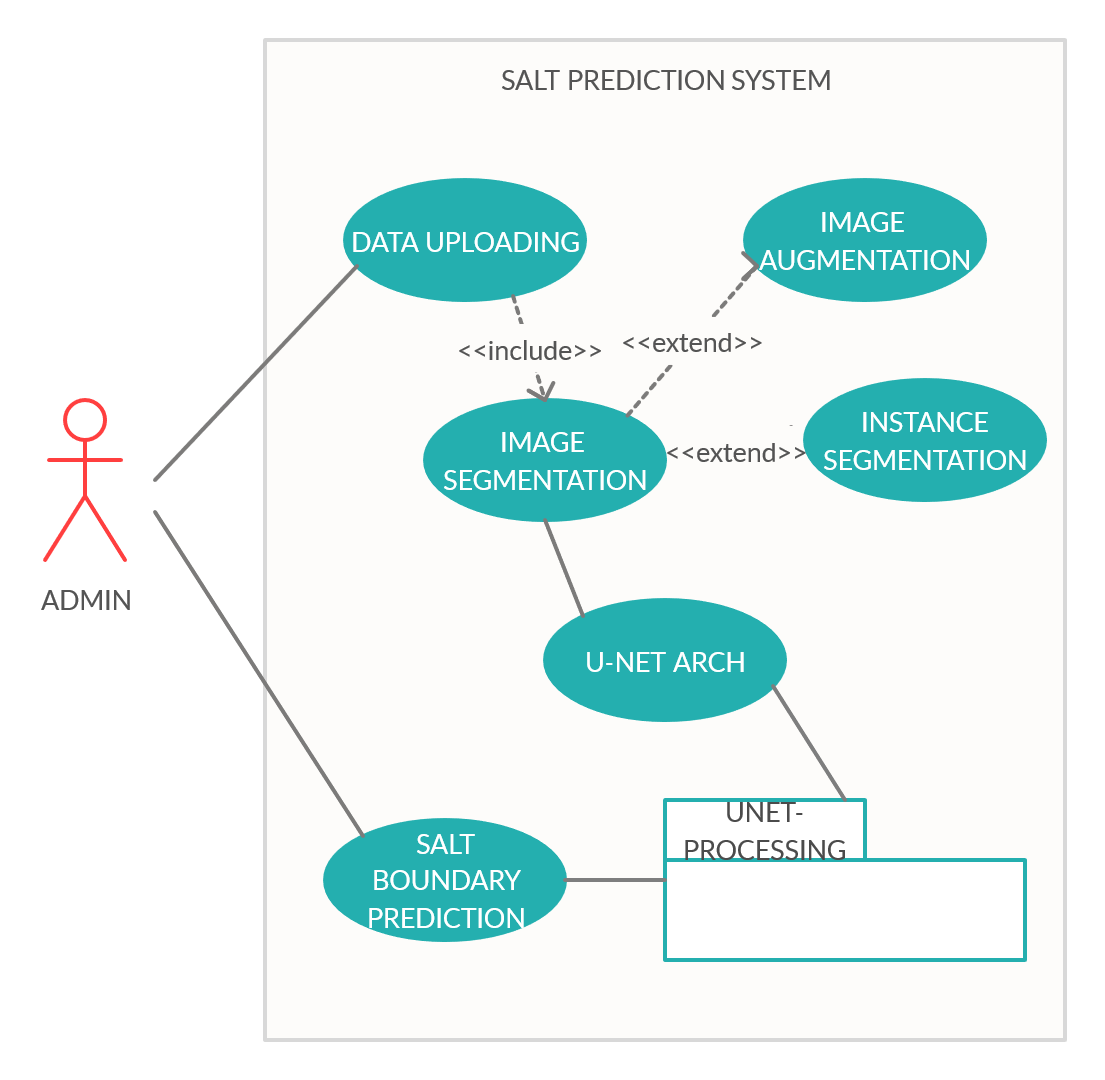 SALT PREDICTION SYSTEM
DATA UPLOADING
IMAGE
AUGMENTATION
<<include>>
<<extend>>
IMAGE
SEGMENTATION
<<extend>>
INSTANCE
SEGMENTATION
ADMIN
U-NET ARCH
UNET-
PROCESSING
SALT
BOUNDARY
PREDICTION